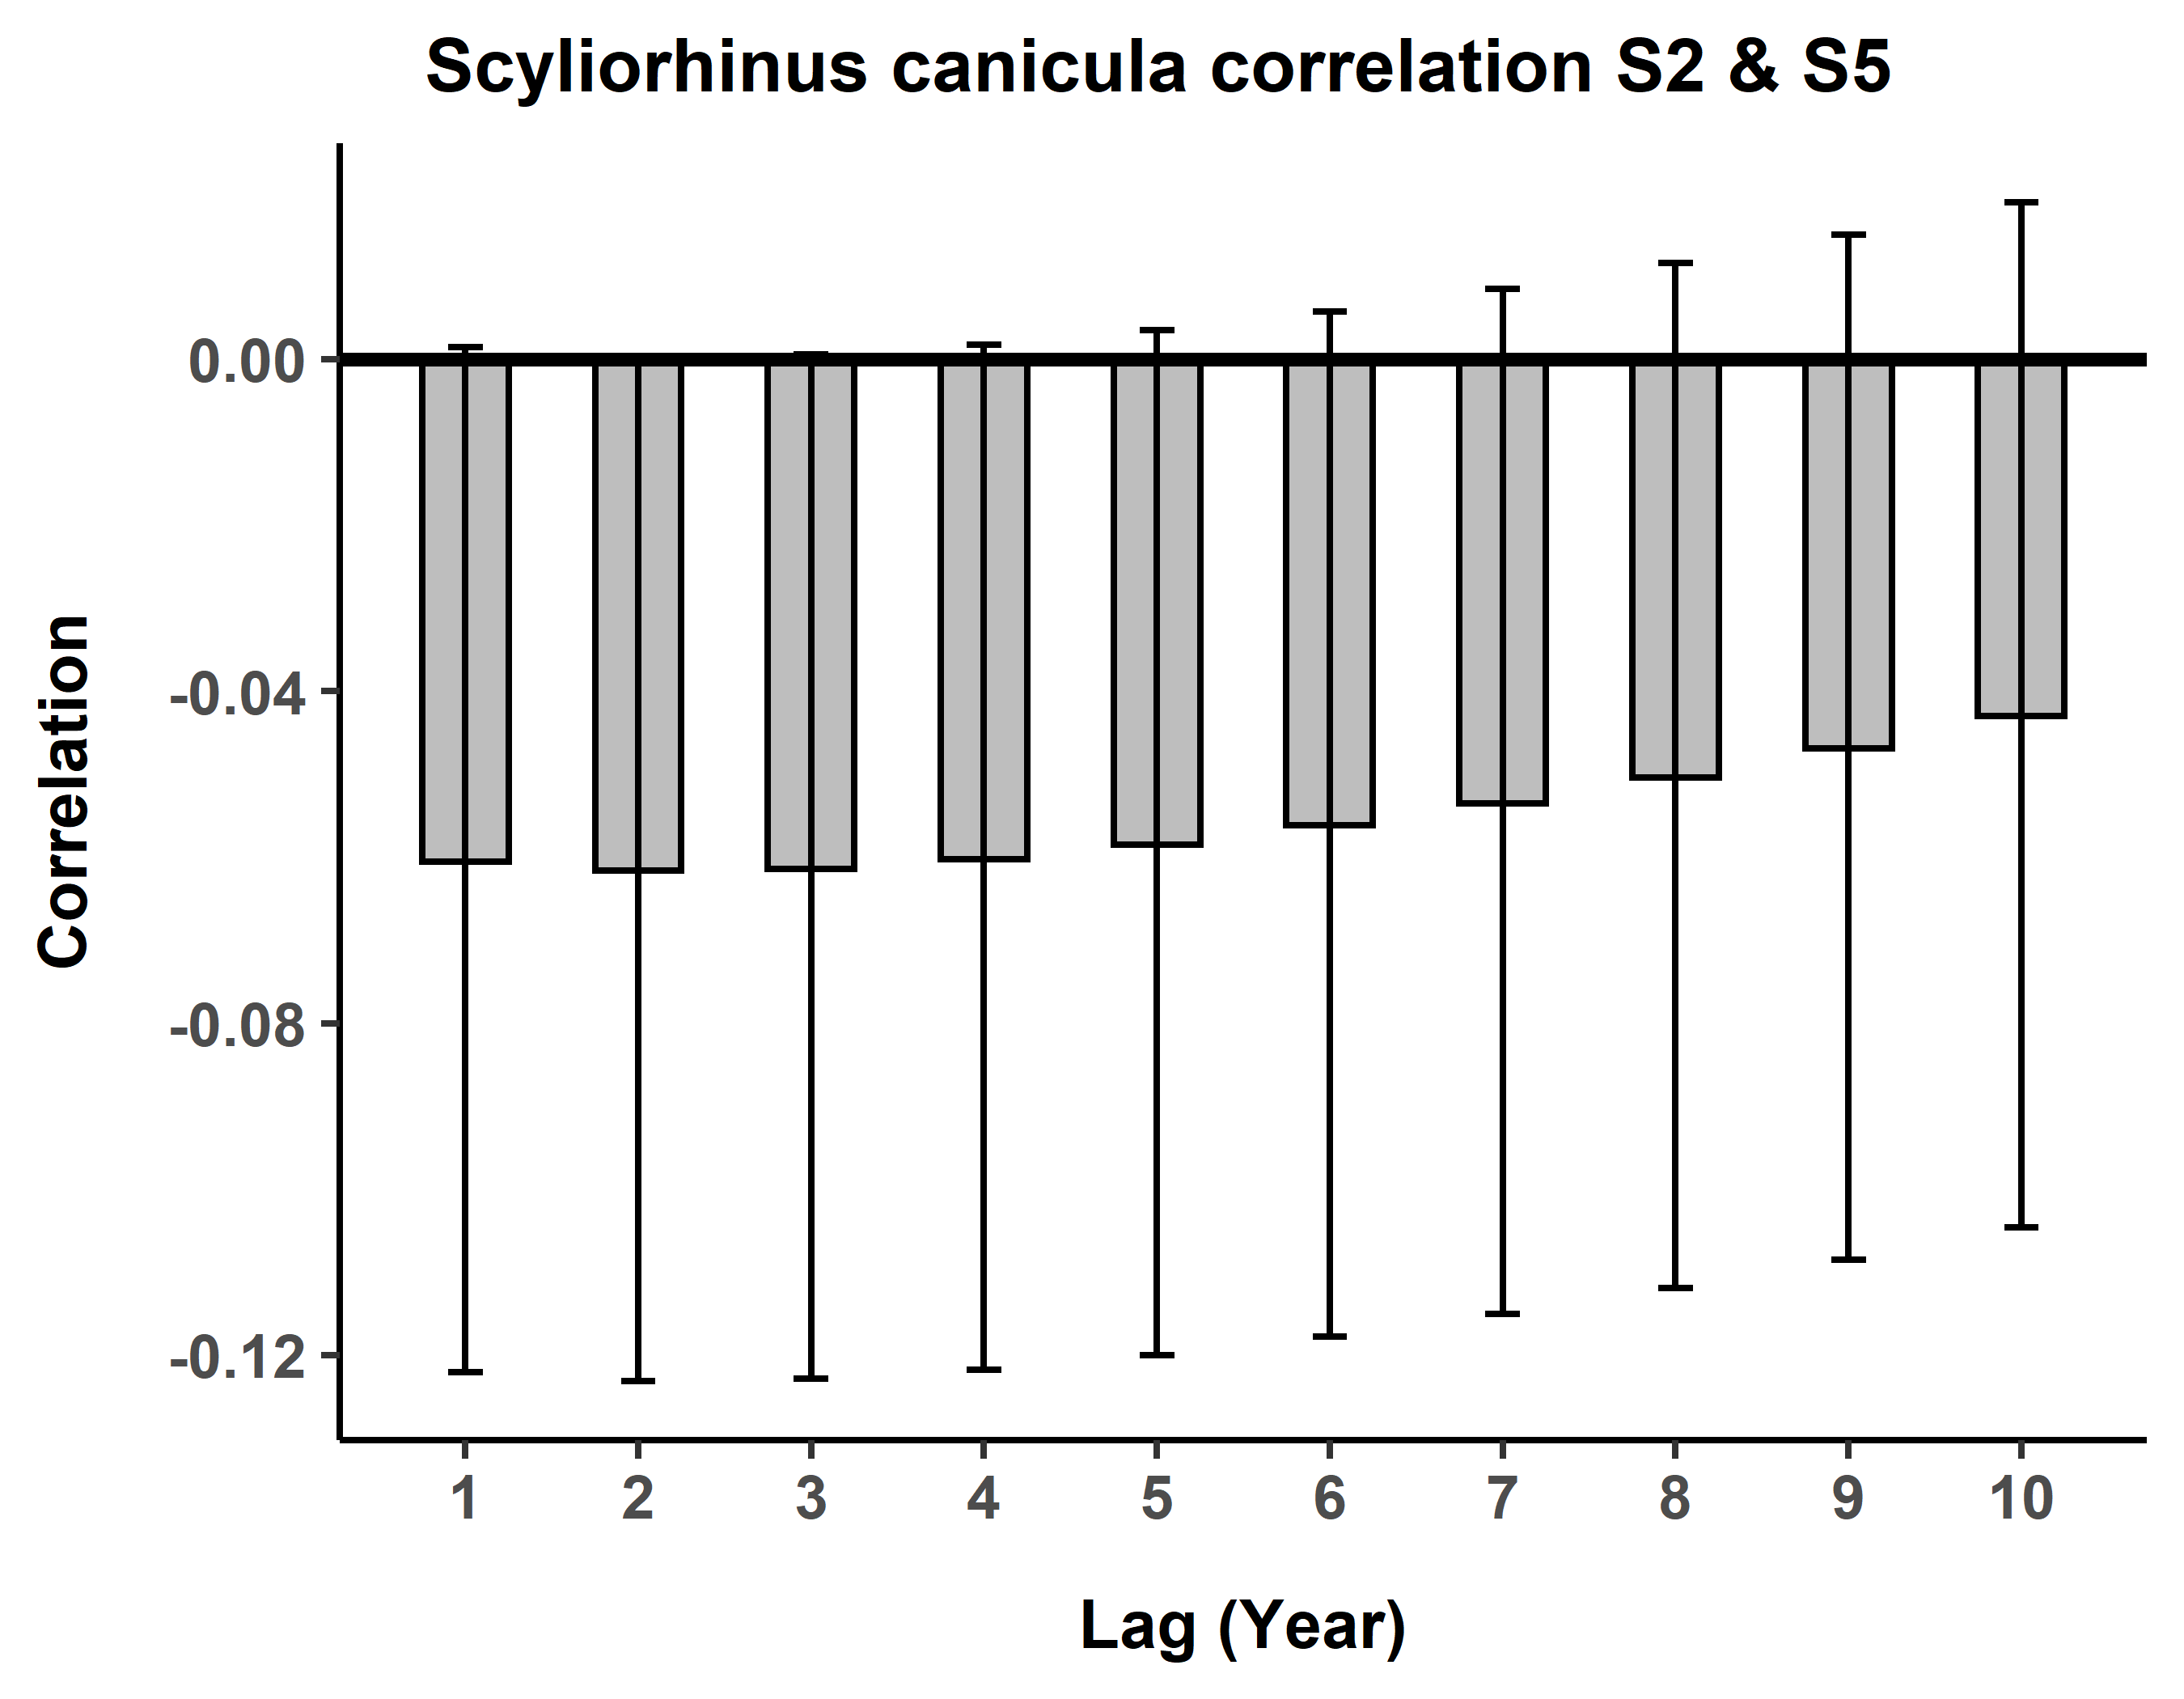 Scyliorhinus canicula correlation S2 & S5
Correlation
0.00
-0.04
-0.08
-0.12
1 2 3 4 5 6 7 8 9 10
Lag (Year)